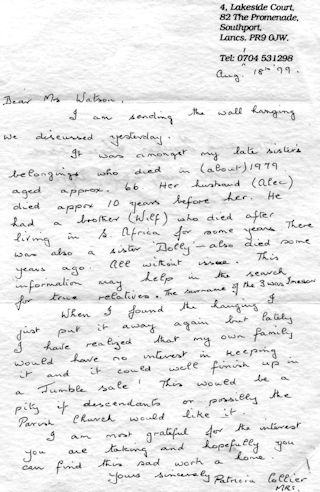 4, Lakeside Court,
82 The Promenade,
Southport,
Lancs. PR9 0JW.
Tel: 0704 531298
Aug. 18th 99.
Dear Mrs Watson,
I am sending the wall hanging
we discussed yesterday.
It was amongst my late sister's
belongings who died in (about) 1979
aged approx. 66. Her husband (Alec)
died appro 10 years before her. He
had a brother (Wilf) who died after
living in S. Africa for some years. There
was also a sister 'Dolly' – also died some
years ago. All without issue. This
information may help in the search
for true relatives. The surname of the 3 was Imeson
When I found the hanging I
just put it away again but lately
I have realized that my own family
would have no interest in keeping
it and it could well finish up in
a Jumble sale! This would be a
pity if descendants or possilly the
Parish Church would like it.
I am most grateful for the interest
you are taking and hopefully you
can find this sad work a home.
Yours sincerely Patricia Collier
MRS.